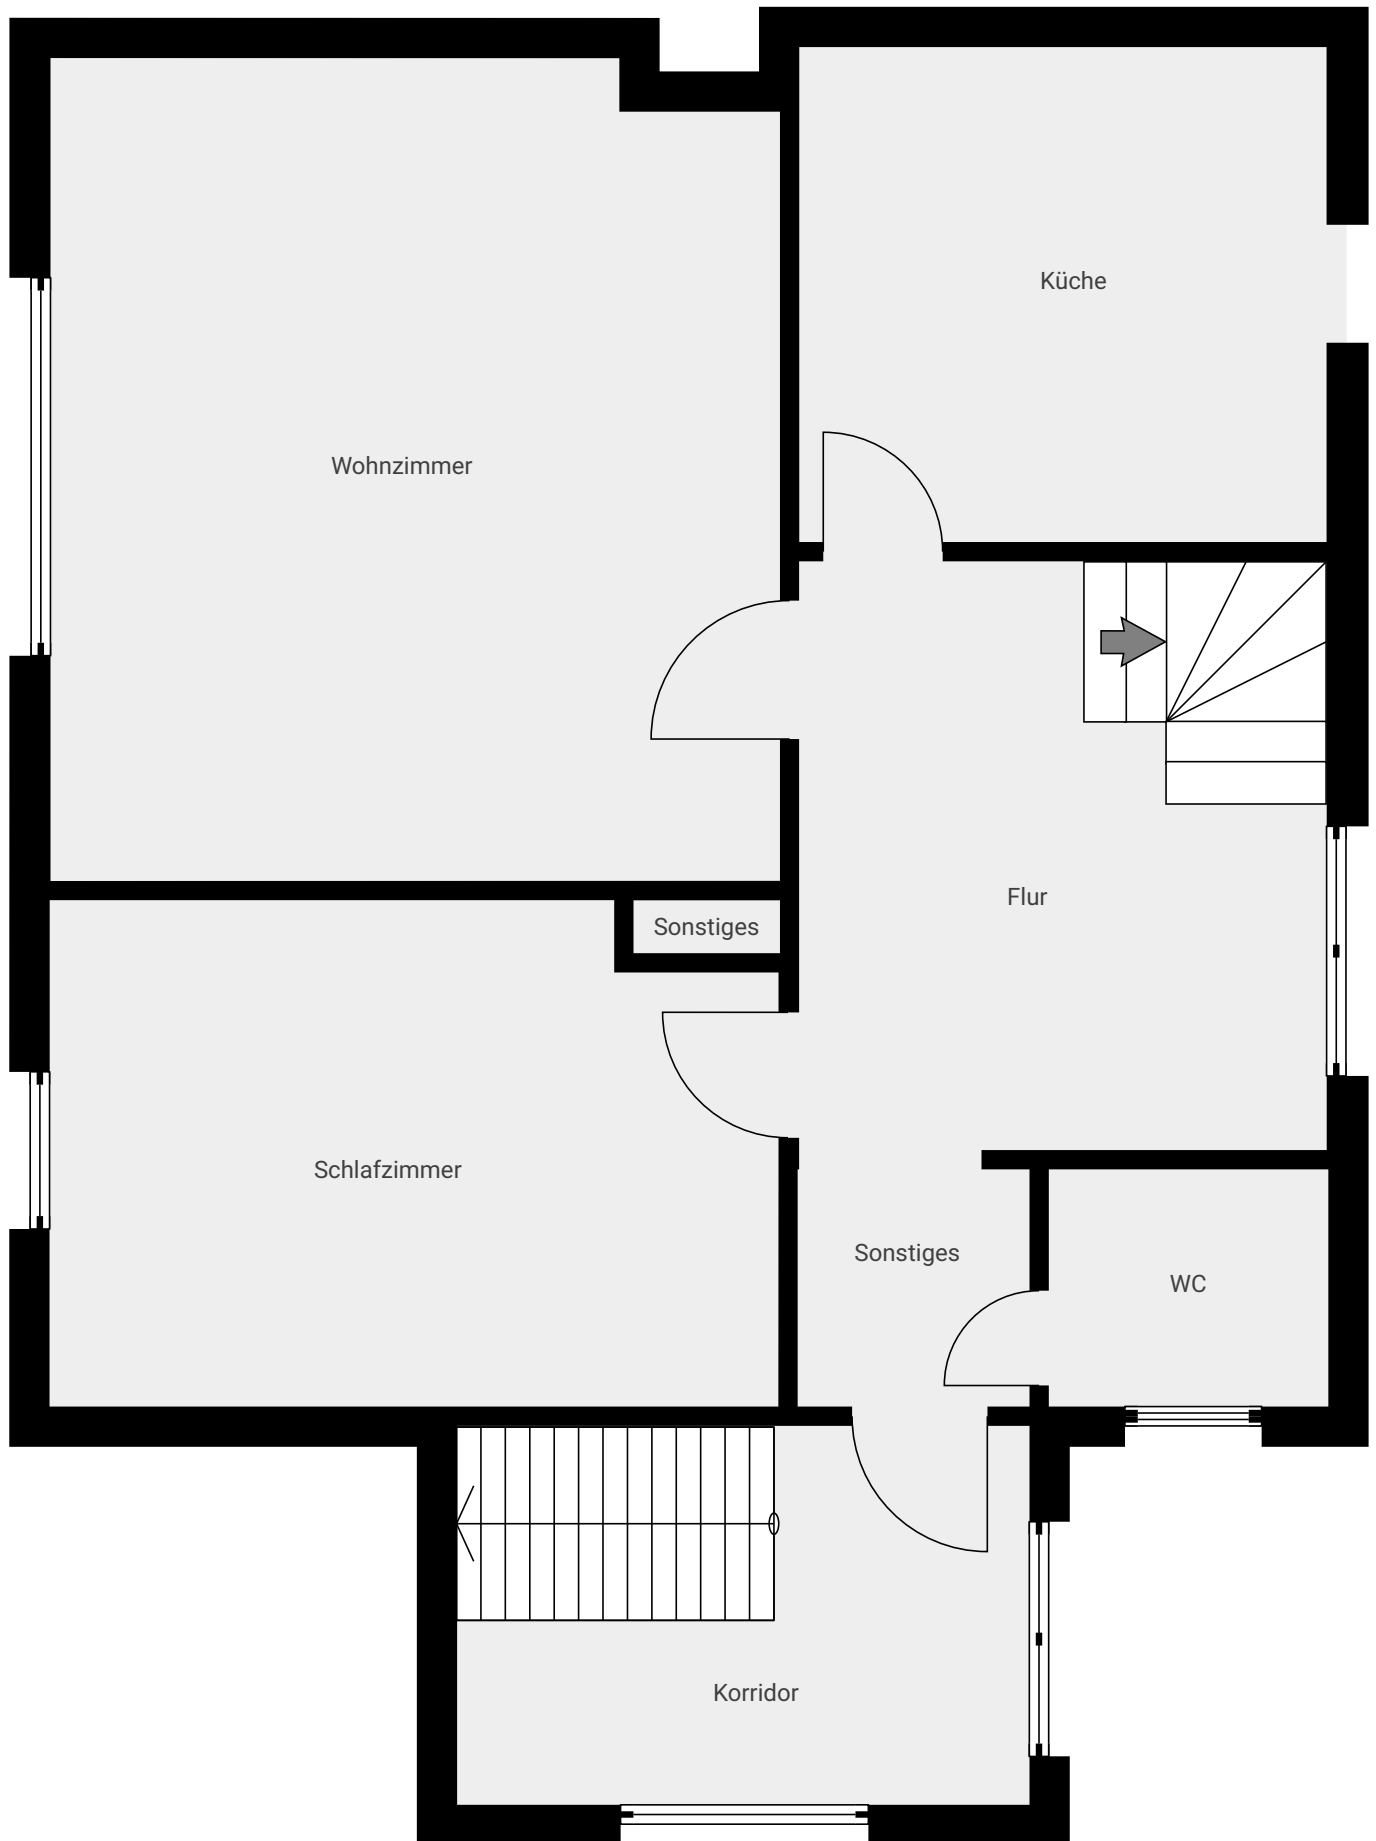 Küche
Wohnzimmer
Flur
Sonstiges
Schlafzimmer
Sonstiges
WC
Korridor